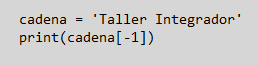 cadena = 'Taller Integrador'
print(cadena[-1])